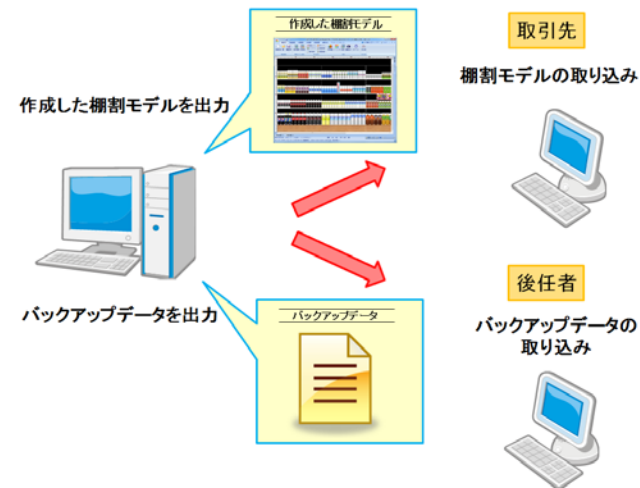 作成した棚割モデル
取引先
棚割モデルの取り込み
作成した棚割モデルを出力
後任者
バックアップデータを出力
バックアップデータ
バックアップデータの
取り込み